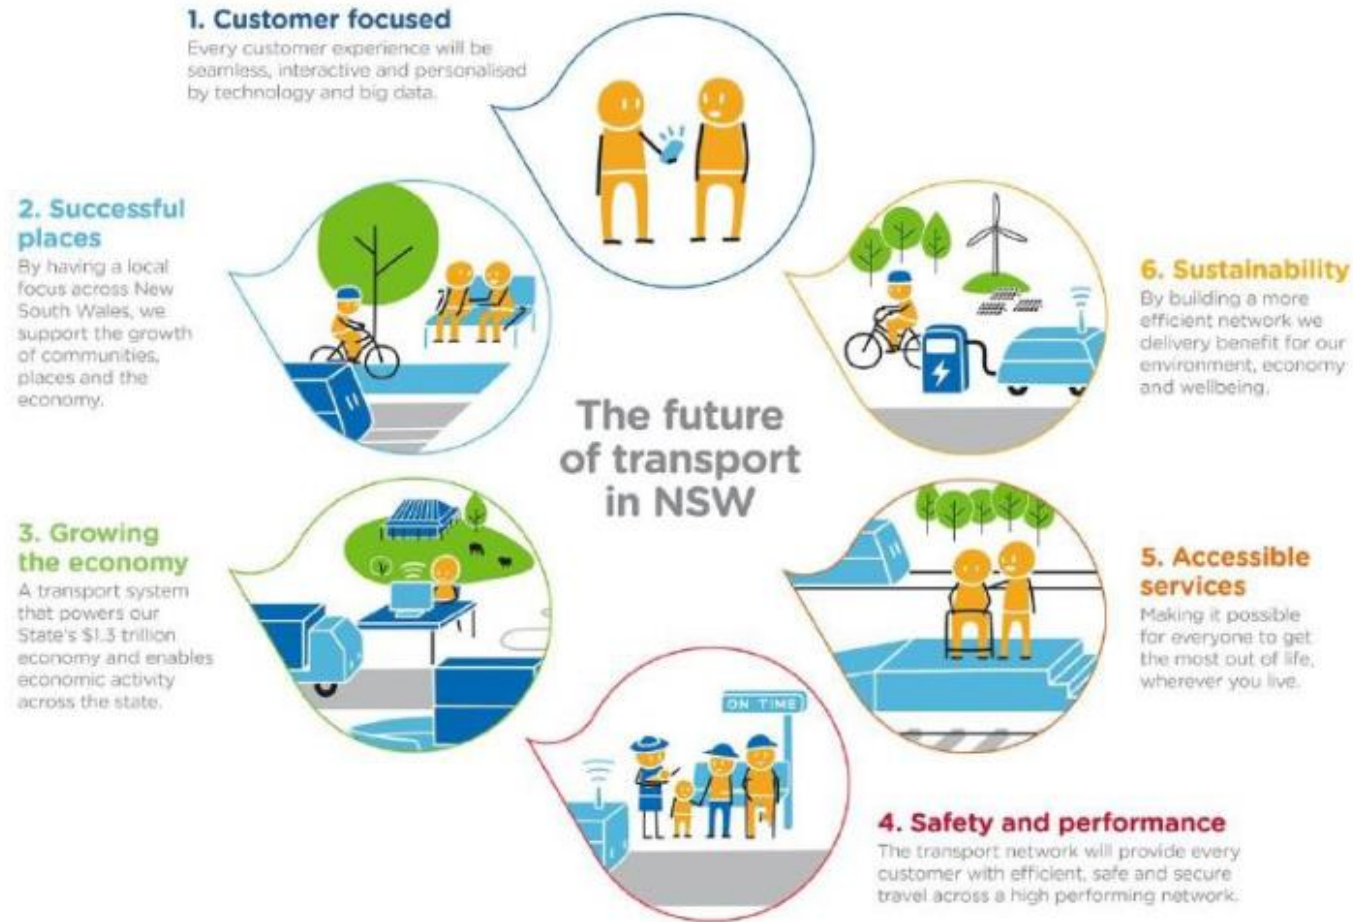 1. Customer focused
Every customer experience will be
seamless, interactive and personalised
by technology and big data.
2. Successful
places
By having a local
focus across New
South Wales, we
support the growth
of communities,
places and the
economy.
3. Growing
the economy
A transport system
that powers our
State's $1.3 trillion
economy and enables
economic activity
across the state.
The future
of transport
in NSW
ON TIME
4. Safety and performance
The transport network will provide every
customer with efficient, safe and secure
travel across a high performing network.
5. Accessible
services
Making it possible
for everyone to get
the most out of life,
wherever you live.
6. Sustainability
By building a more
efficient network we
delivery benefit for our
environment, economy
and wellbeing.